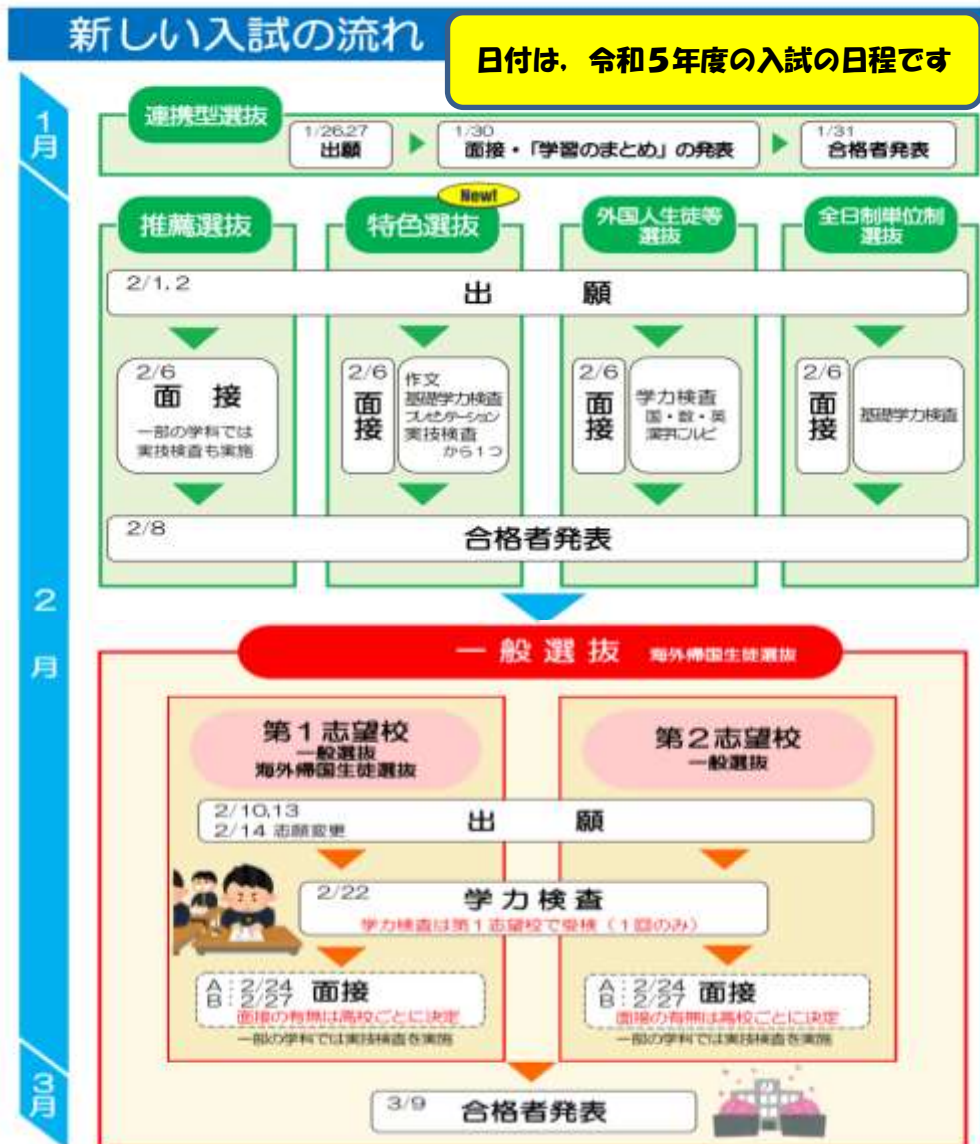 新しい入試の流れ
日付は，令和５年度の入試の日程です
1月
連携型選抜
1/26,27
出願
1/30
面接・「学習のまとめ」の発表
1/31
合格者発表
2月
New!
推薦選抜
特色選抜
外国人生徒等
選抜
全日制単位制
選抜
2/1, 2
出願
2/6
面接
一部の学科では
実技検査も実施
2/6
面接
作文
基礎学力検査
プレゼンテーション
実技検査
から１つ
2/6
面接
学力検査
国・数・英
漢字にルビ
2/6
面接
基礎学力検査
2/8
合格者発表
一般選抜 海外帰国生徒選抜
第１志望校
一般選抜
海外帰国生徒選抜
第２志望校
一般選抜
2/10,13
2/14 志願変更
出願
2/22
学力検査
学力検査は第１志望校で受検（１回のみ）
A：2/24
B：2/27
面接
面接の有無は高校ごとに決定
一部の学科では実技検査を実施
A：2/24
B：2/27
面接
面接の有無は高校ごとに決定
一部の学科では実技検査を実施
3月
3/9
合格者発表